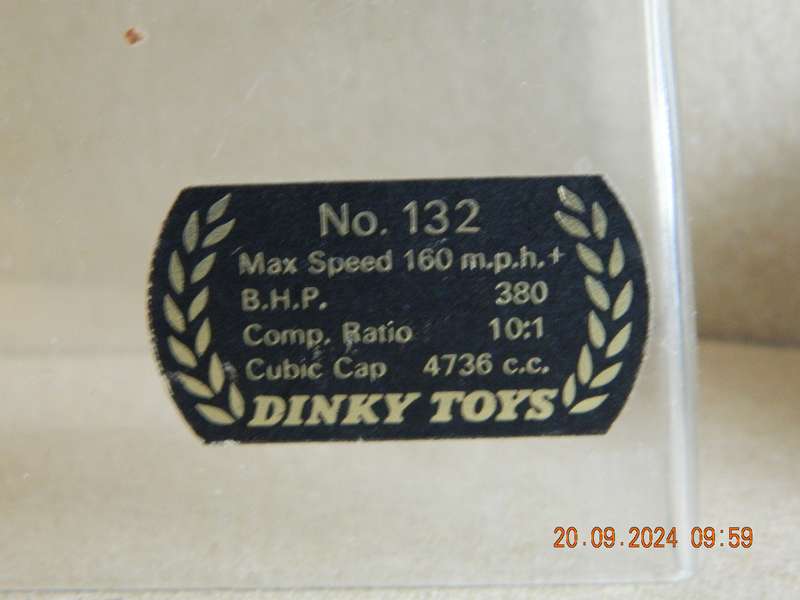 No. 132
Max Speed 160 m.p.h.+
B.H.P. 380
Comp. Ratio 10:1
Cubic Cap 4736 c.c.
DINKY TOYS
20.09.2024 09:59